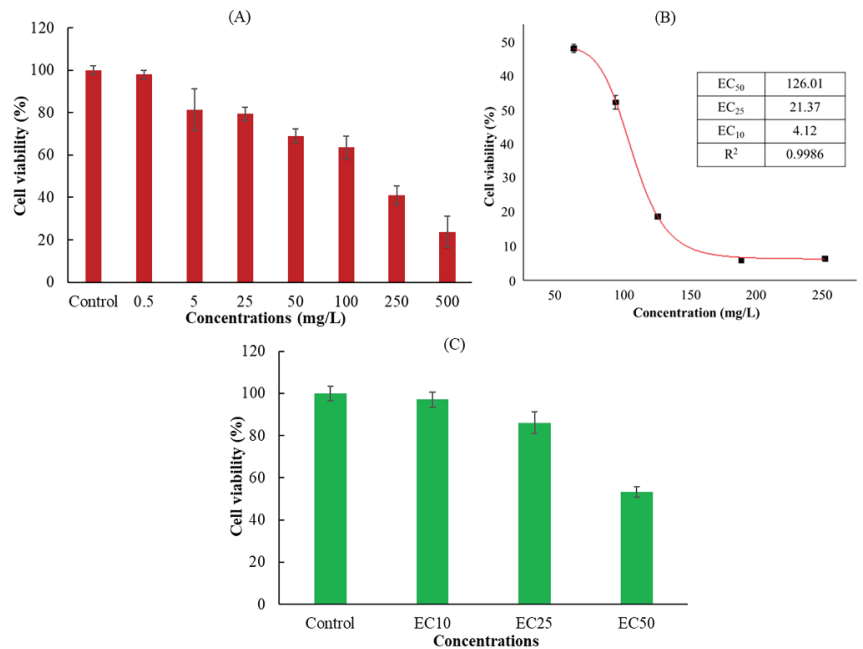 (A)
120
100
80
60
40
20
0
Cell viability (%)
Control 0.5 5 25 50 100 250 500
Concentrations (mg/L)
(B)
50
40
50
30
20
10
0
Cell viability (%)
50 100 150 200 250
Concentration (mg/L)
EC50 126.01
EC25 21.37
EC10 4.12
R2 0.9986
(C)
120
100
80
60
40
20
0
Cell viability (%)
Control EC10 EC25 EC50
Concentrations